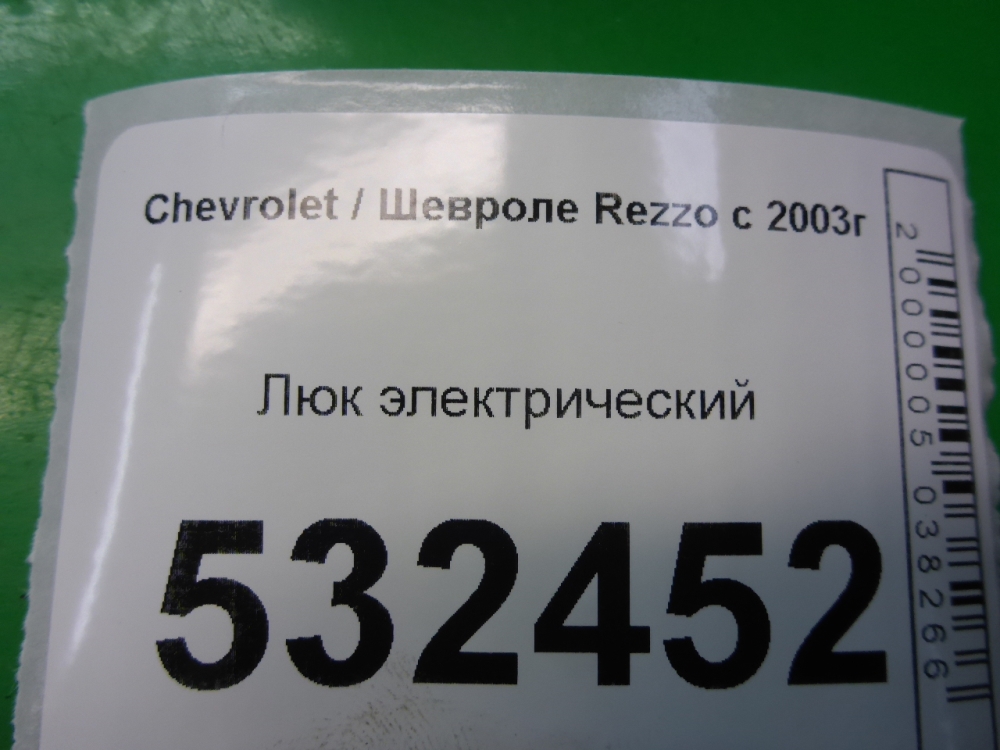 Chevrolet / Шевроле Rezzo с 2003г
Люк электрический
532452
2000005038266